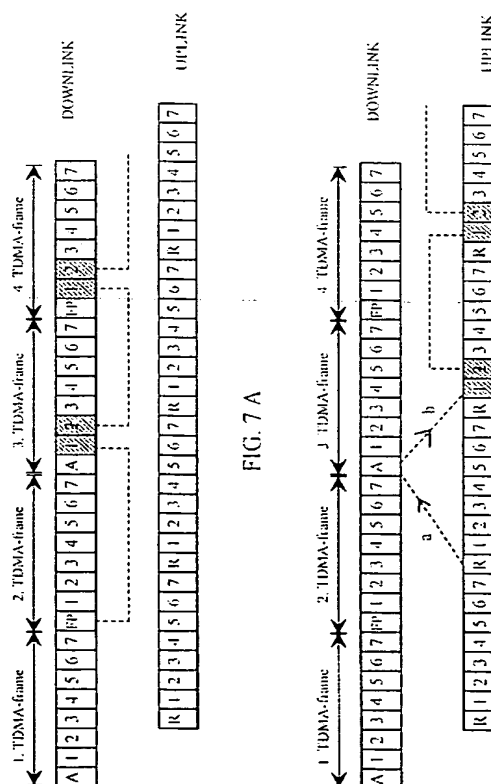 1. TDMA-frame 2. TDMA-frame 3. TDMA-frame 4. TDMA-frame
A 1 2 3 4 5 6 7 FP 1 2 3 4 5 6 7 A 1 2 3 4 5 6 7 FP 1 2 3 4 5 6 7 DOWNLINK
R 1 2 3 4 5 6 7 R 1 2 3 4 5 6 7 R 1 2 3 4 5 6 7 R 1 2 3 4 5 6 7 UPLINK
FIG. 7 A
1 TDMA-frame 2. TDMA-frame 3 TDMA-frame 4 TDMA-frame
A 1 2 3 4 5 6 7 FP 1 2 3 4 5 6 7 A 1 2 3 4 5 6 7 FP 1 2 3 4 5 6 7 DOWNLINK
a b
R 1 2 3 4 5 6 7 R 1 2 3 4 5 6 7 R 1 2 3 4 5 6 7 R 1 2 3 4 5 6 7 UPLINK